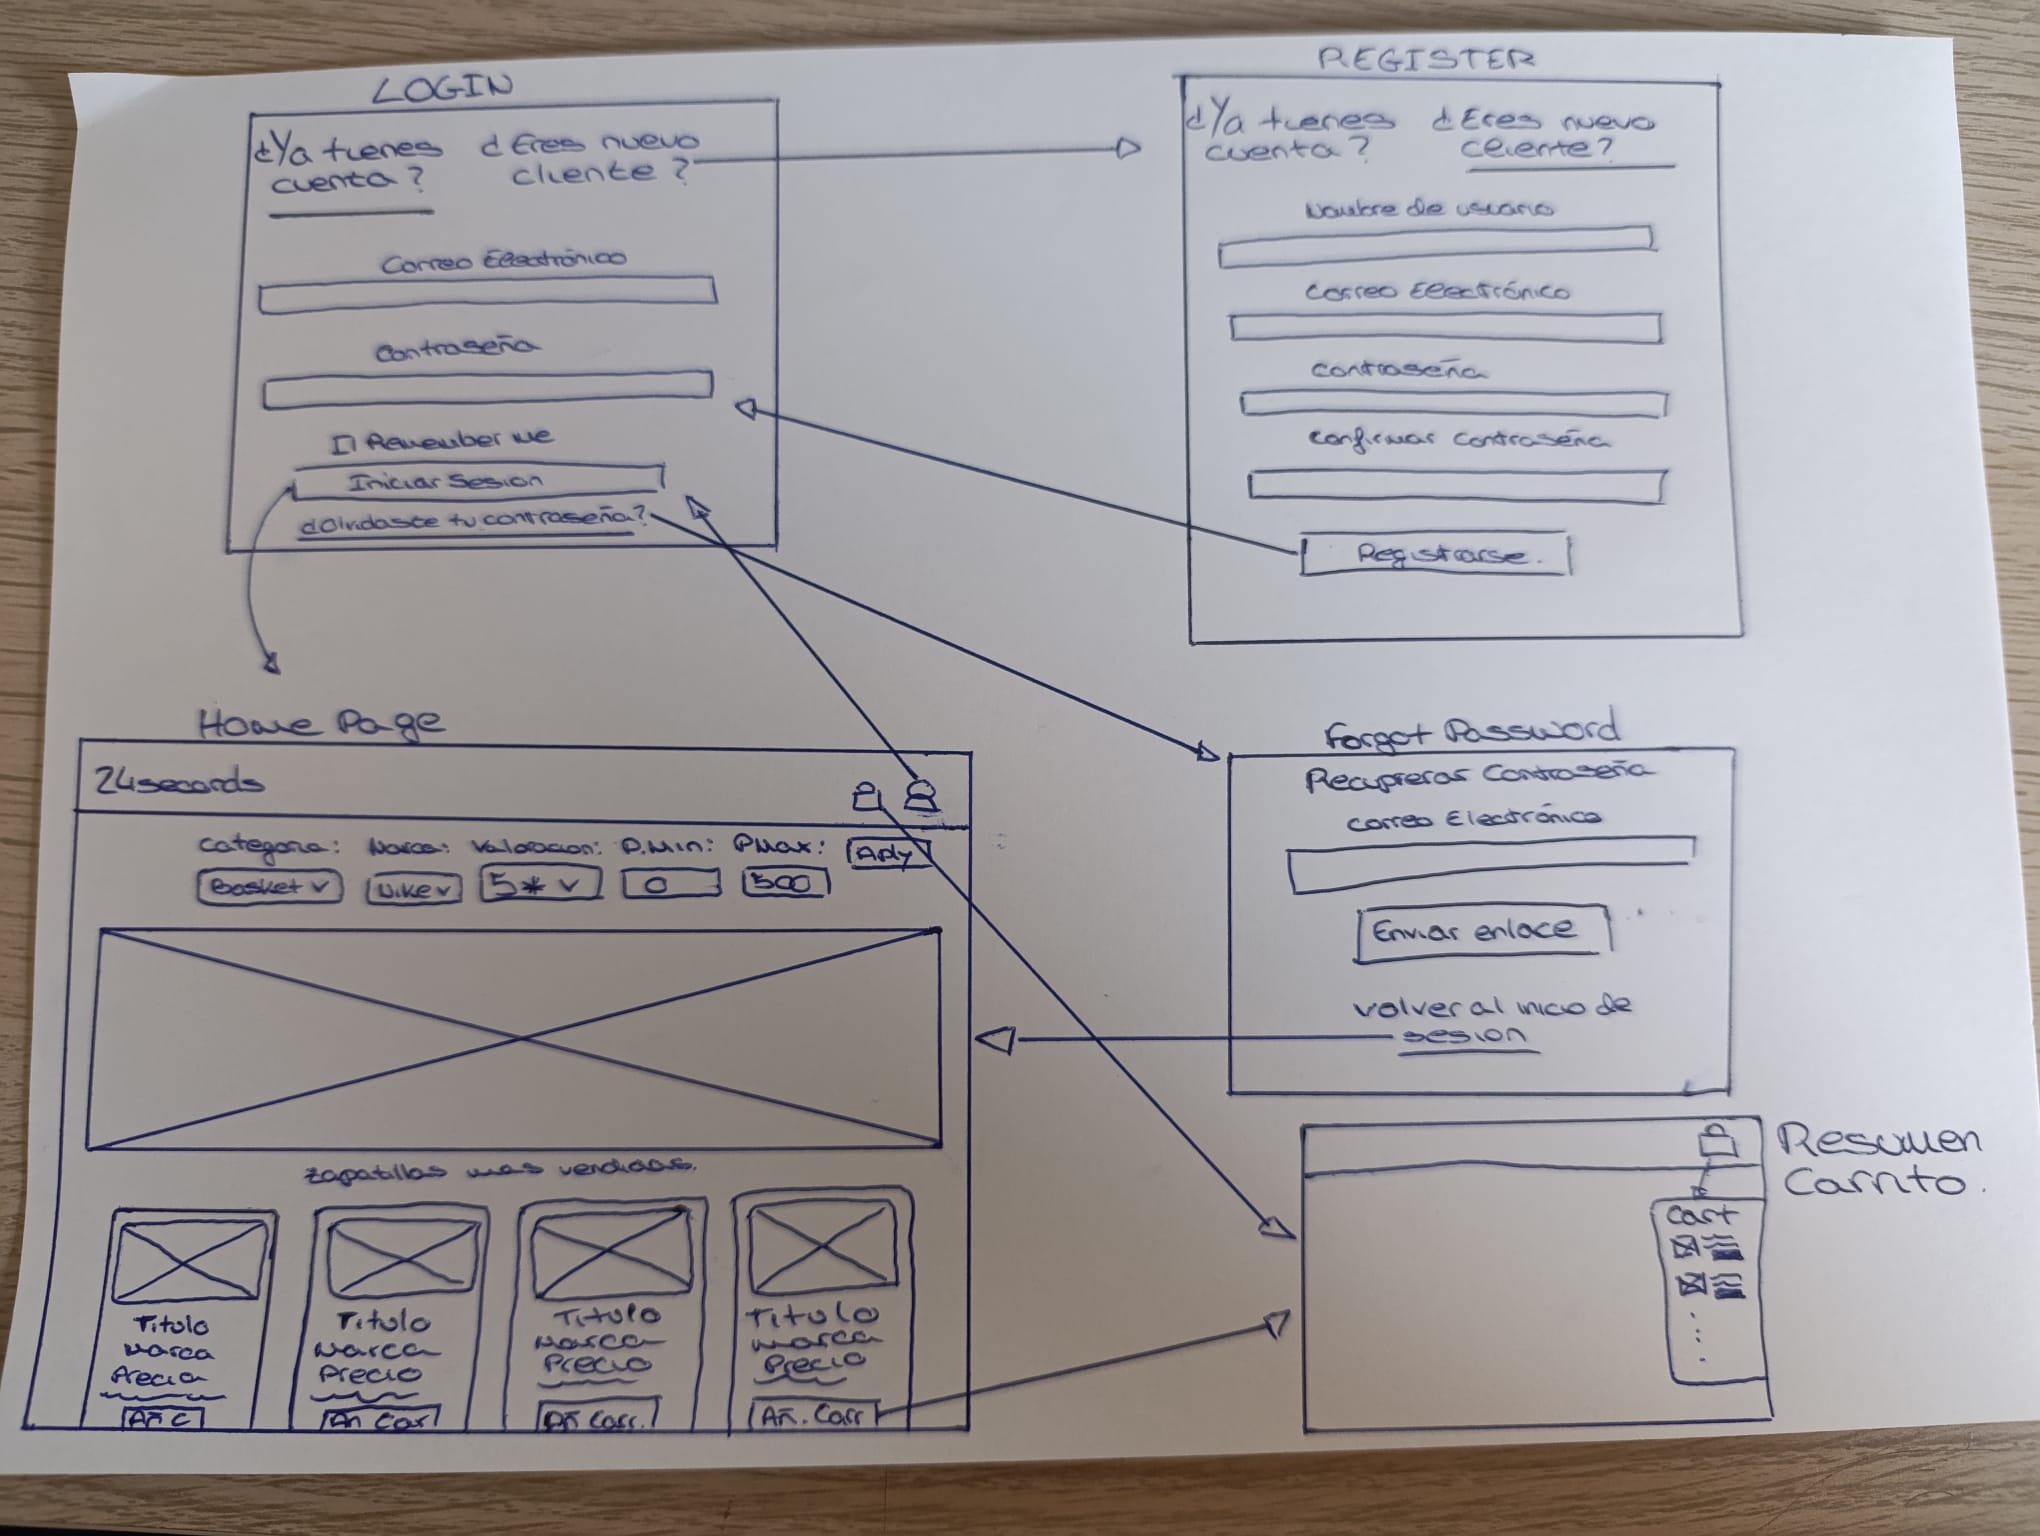 LOGIN
¿Ya tienes
cuenta?
¿Eres nuevo
cliente?
Correo Electrónico
Contraseña
Remember me
Iniciar Sesion
¿Olvidaste tu contraseña?
REGISTER
¿Ya tienes
cuenta?
¿Eres nuevo
cliente?
Nombre de usuario
Correo Electrónico
Contraseña
Confirmar Contraseña
Registrarse.
Home Page
24seconds
Categoria: Marca: Valoracion: P.Min: PMax: Aply
Basket v Nike v 5* v 0 500
zapatillas mas vendidas.
Titulo
Marca
Precio
Añ C
Titulo
Marca
Precio
Añ Car
Titulo
Marca
Precio
Añ Carr.
Titulo
Marca
Precio
Añ. Carr
Forgot Password
Recuprerar Contraseña
Correo Electrónico
Enviar enlace
volver al inicio de
sesion
Resumen
Carrito.
Cart